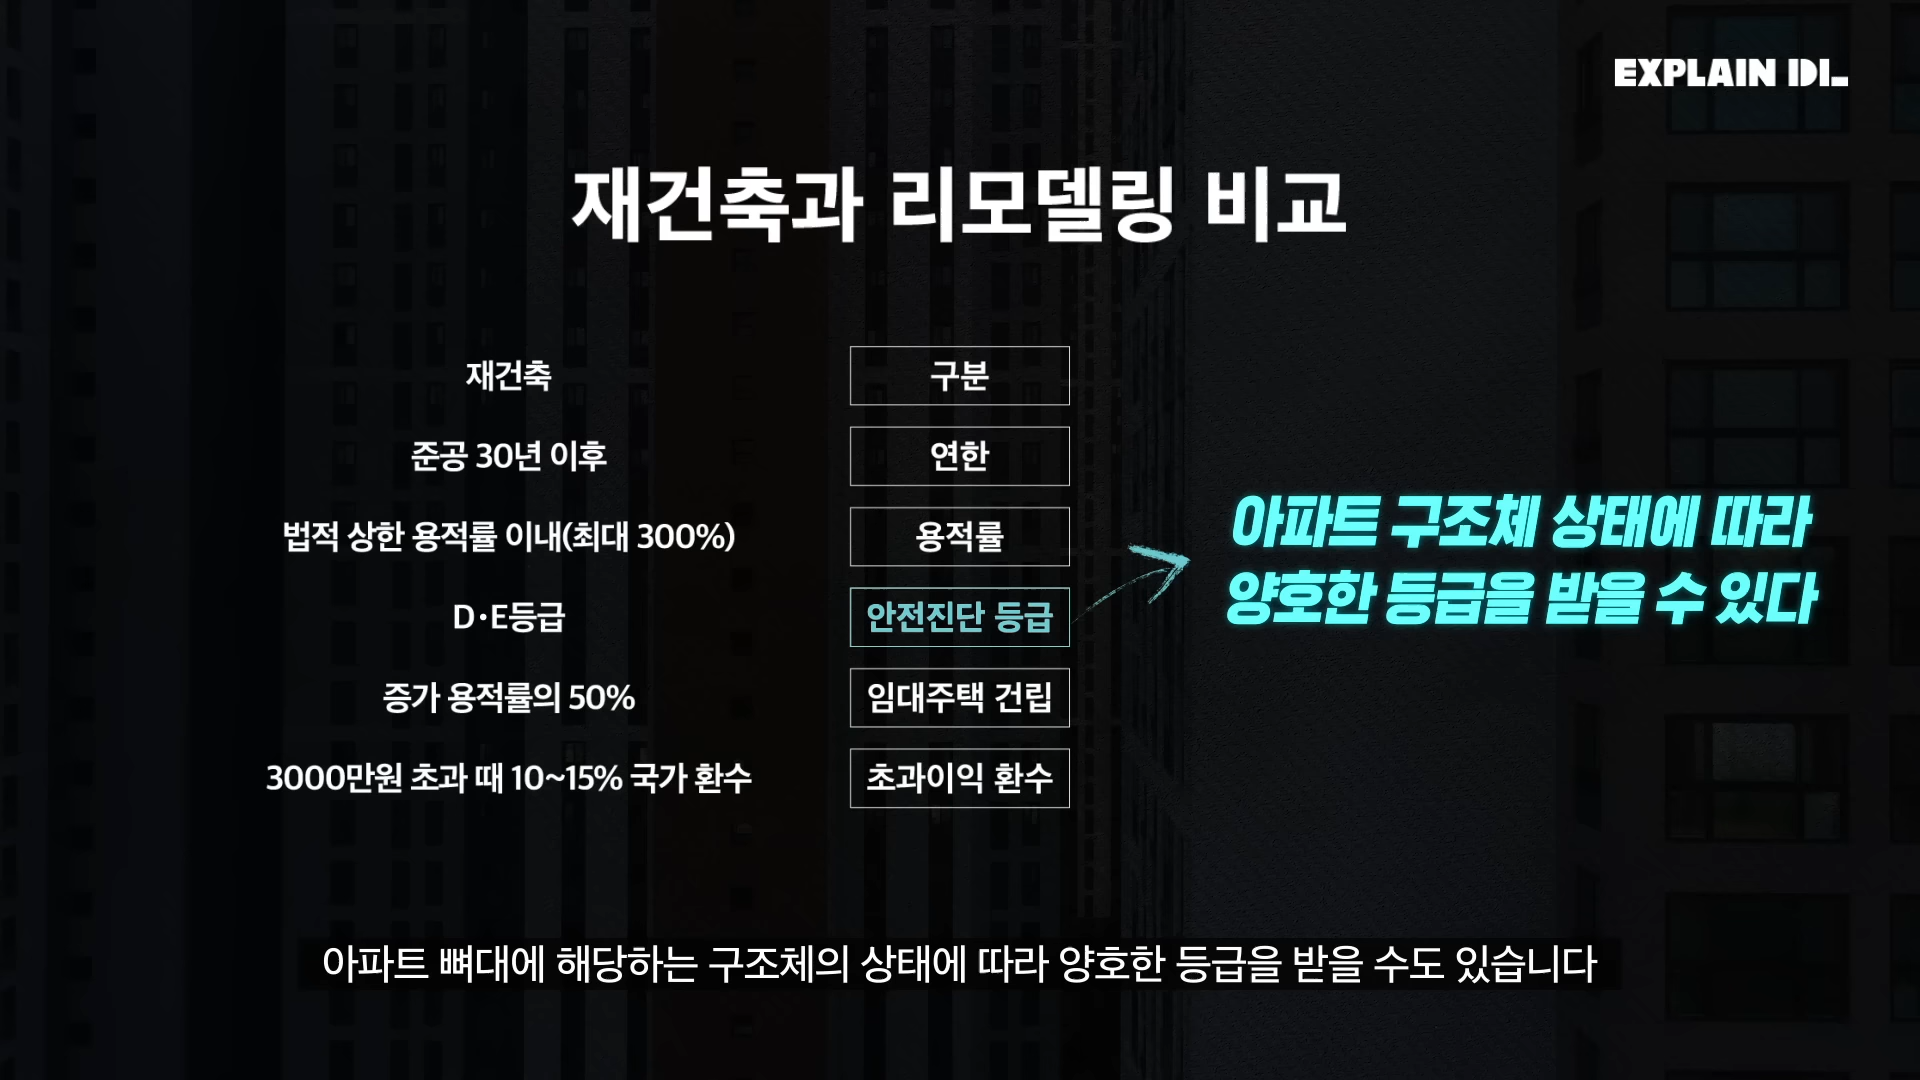 EXPLAIN DL
재건축과 리모델링 비교
재건축
구분
준공 30년 이후
연한
법적 상한 용적률 이내(최대 300%)
용적률
D·E등급
안전진단 등급
아파트 구조체 상태에 따라
양호한 등급을 받을 수 있다
증가 용적률의 50%
임대주택 건립
3000만원 초과 때 10~15% 국가 환수
초과이익 환수
아파트 뼈대에 해당하는 구조체의 상태에 따라 양호한 등급을 받을 수도 있습니다